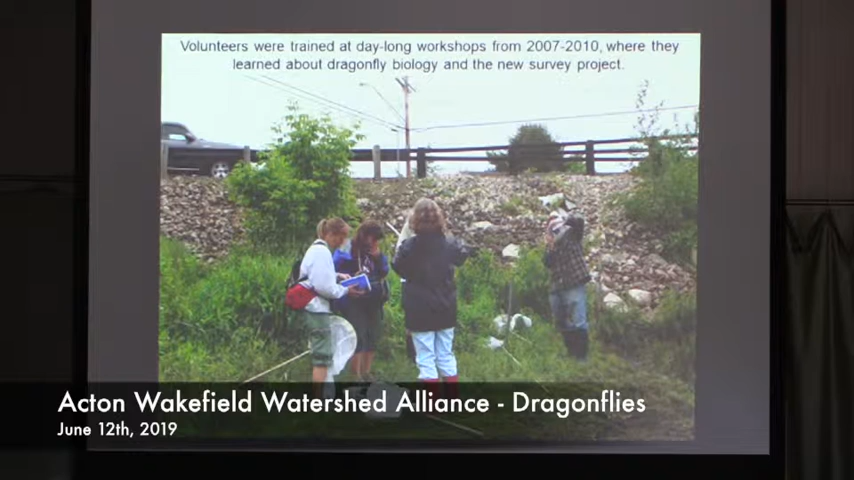 Volunteers were trained at day-long workshops from 2007-2010, where they
learned about dragonfly biology and the new survey project.
Acton Wakefield Watershed Alliance - Dragonflies
June 12th, 2019